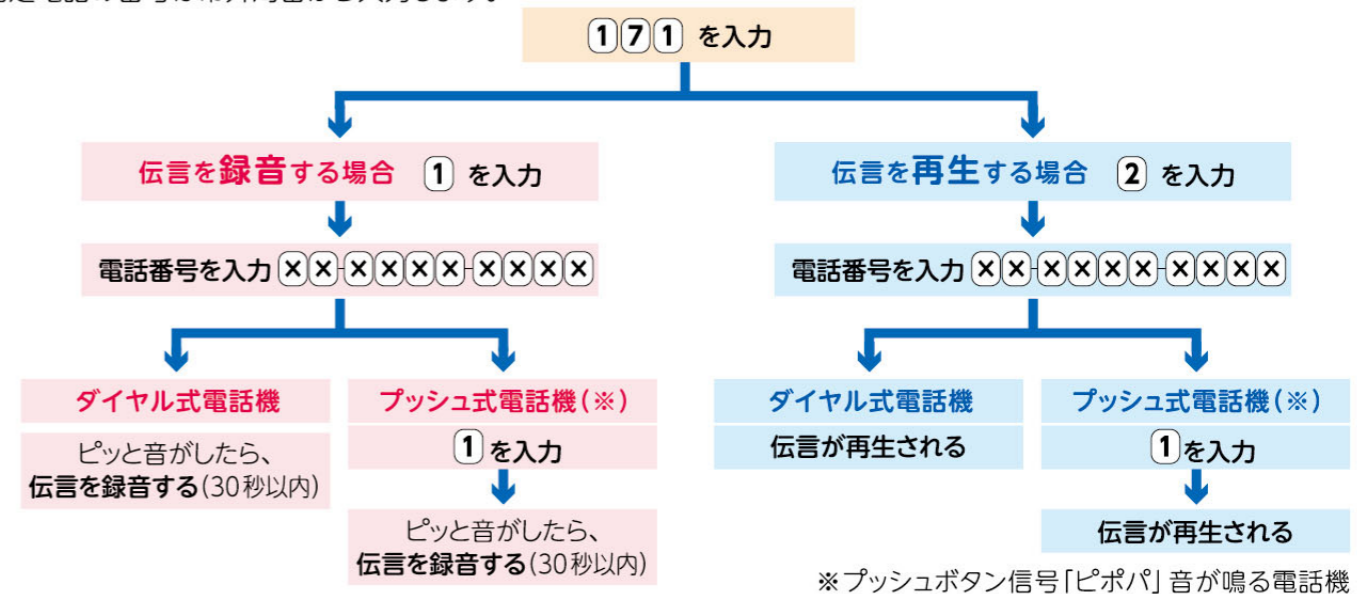 171 を入力
伝言を録音する場合 1 を入力
電話番号を入力 XX-XXXX-XXXX
ダイヤル式電話機
ピッと音がしたら、
伝言を録音する(30秒以内)
プッシュ式電話機(※)
1 を入力
ピッと音がしたら、
伝言を録音する(30秒以内)
伝言を再生する場合 2 を入力
電話番号を入力 XX-XXXX-XXXX
ダイヤル式電話機
伝言が再生される
プッシュ式電話機(※)
1 を入力
伝言が再生される
※プッシュボタン信号「ピポパ」音が鳴る電話機